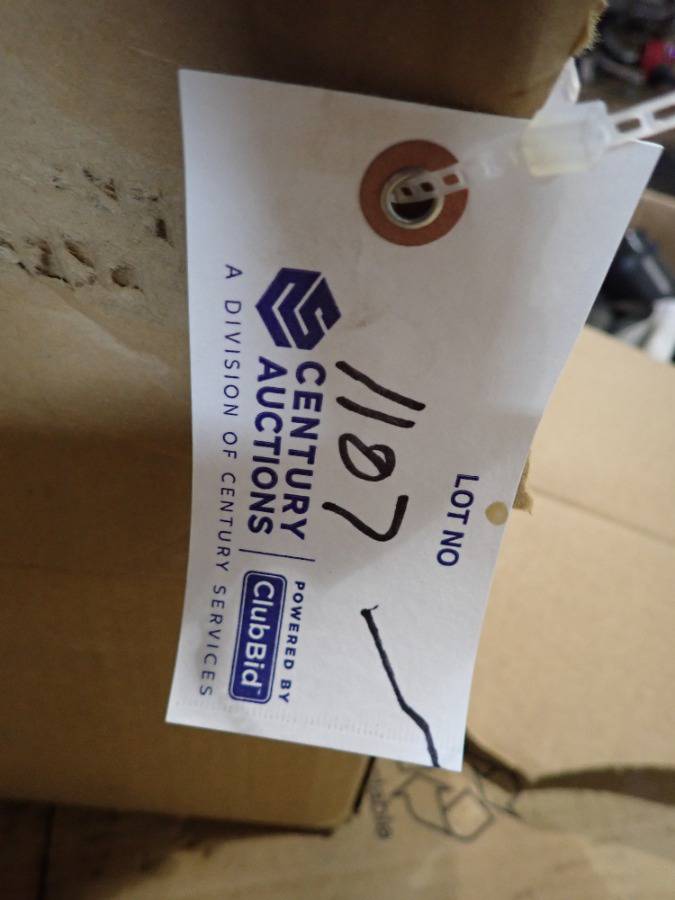 LOT NO
1107
CENTURY
AUCTIONS
POWERED BY
ClubBid
A DIVISION OF CENTURY SERVICES